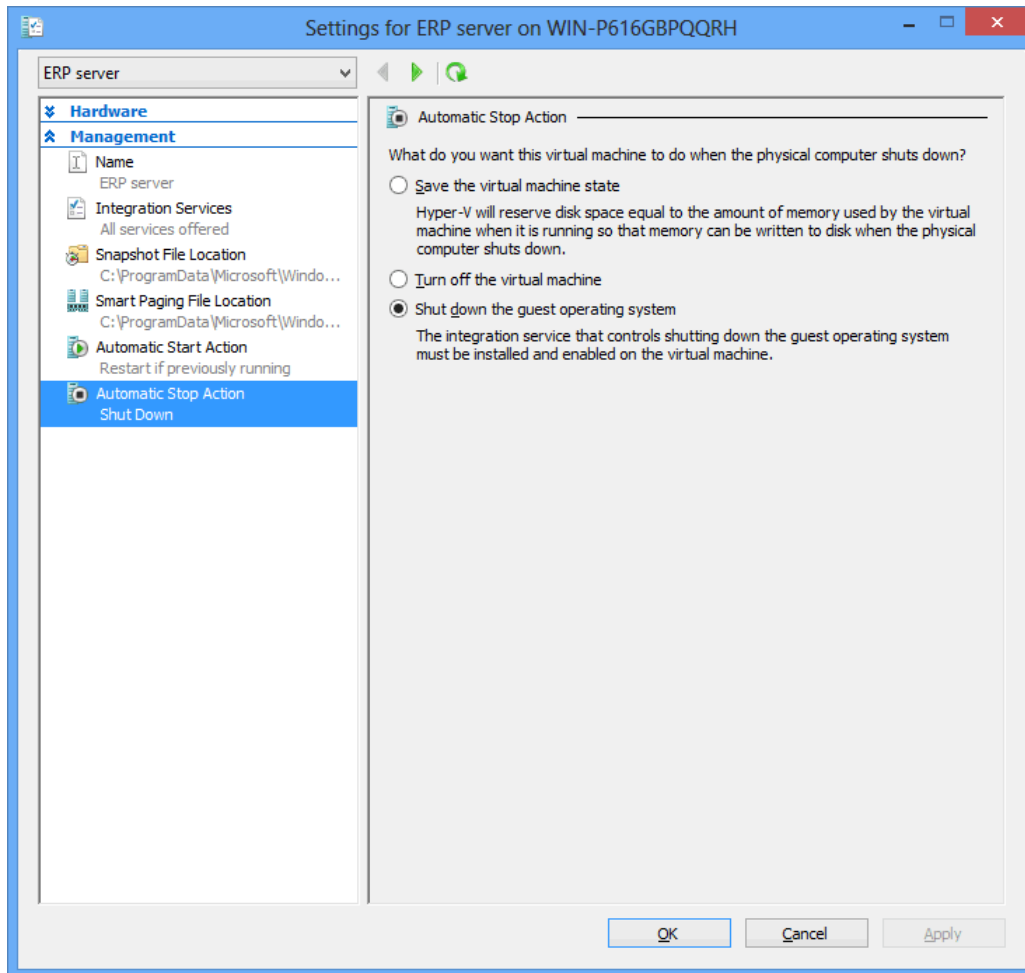 Settings for ERP server on WIN-P616GBPQQRH
ERP server
Hardware
Management
Name
ERP server
Integration Services
All services offered
Snapshot File Location
C:\ProgramData\Microsoft\Windo...
Smart Paging File Location
C:\ProgramData\Microsoft\Windo...
Automatic Start Action
Restart if previously running
Automatic Stop Action
Shut Down
Automatic Stop Action
What do you want this virtual machine to do when the physical computer shuts down?
Save the virtual machine state
Hyper-V will reserve disk space equal to the amount of memory used by the virtual
machine when it is running so that memory can be written to disk when the physical
computer shuts down.
Turn off the virtual machine
Shut down the guest operating system
The integration service that controls shutting down the guest operating system
must be installed and enabled on the virtual machine.
OK
Cancel
Apply